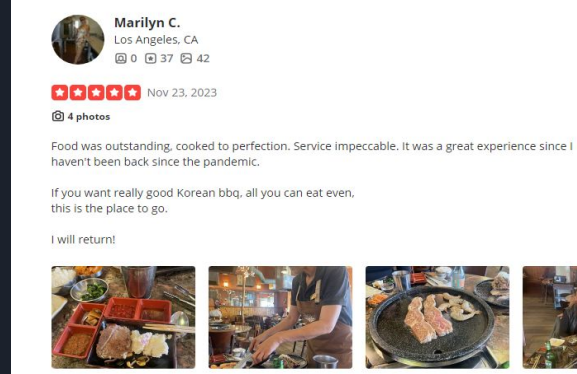 Marilyn C.
Los Angeles, CA
0 37 42
Nov 23, 2023
4 photos
Food was outstanding, cooked to perfection. Service impeccable. It was a great experience since I
haven't been back since the pandemic.
If you want really good Korean bbq, all you can eat even,
this is the place to go.
I will return!